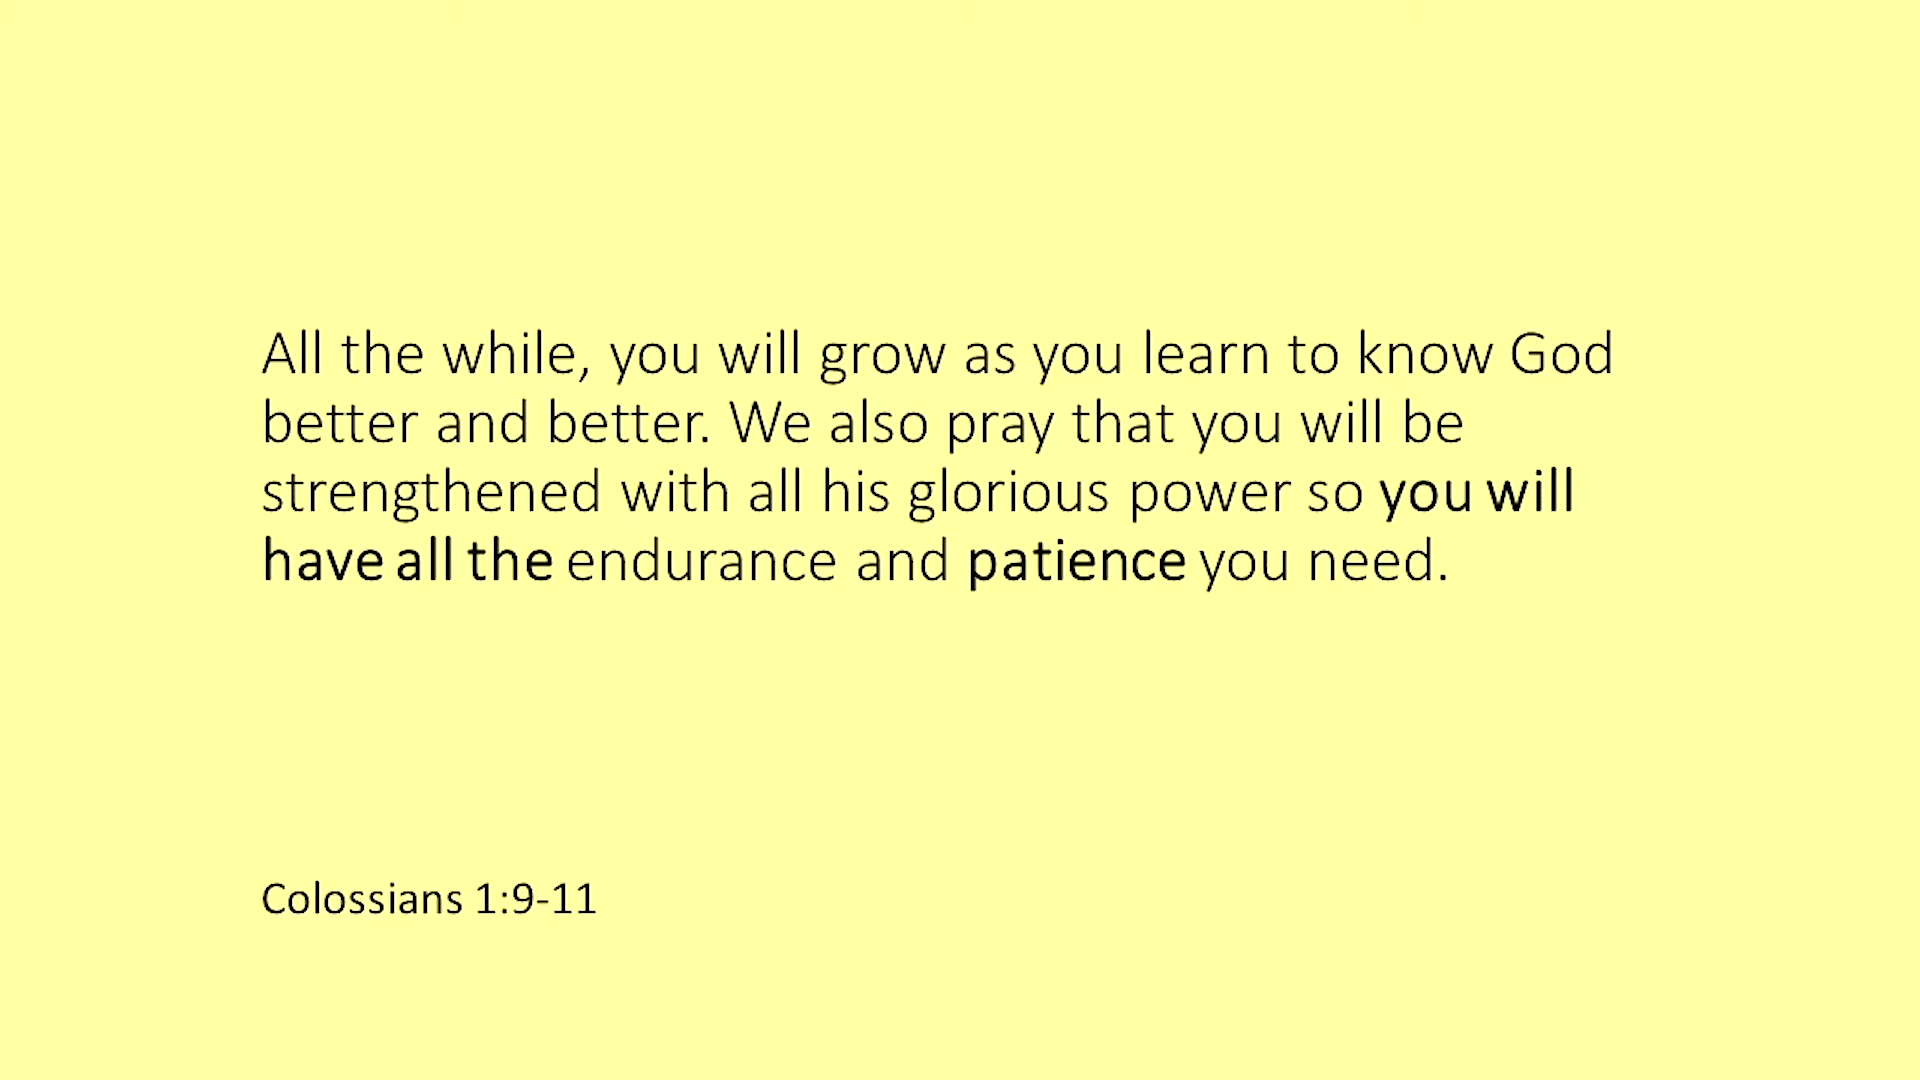 All the while, you will grow as you learn to know God
better and better. We also pray that you will be
strengthened with all his glorious power so you will
have all the endurance and patience you need.
Colossians 1:9-11